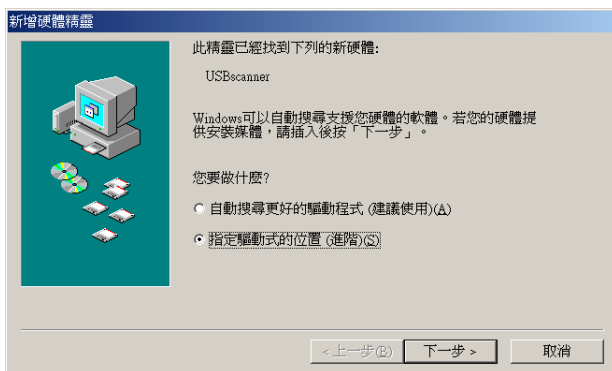 新增硬體精靈
此精靈已經找到下列的新硬體:
USBscanner
Windows可以自動搜尋支援您硬體的軟體。若您的硬體提
供安裝媒體，請插入後按「下一步」。
您要做什麼?
自動搜尋更好的驅動程式 (建議使用)(A)
指定驅動式的位置 (進階)(S)
<上一步(B) 下一步 > 取消